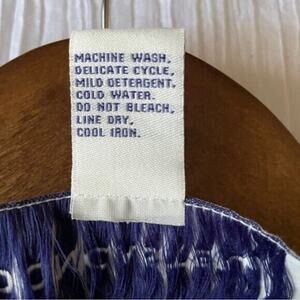 MACHINE WASH,
DELICATE CYCLE,
MILD DETERGENT,
COLD WATER.
DO NOT BLEACH,
LINE DRY,
COOL IRON.